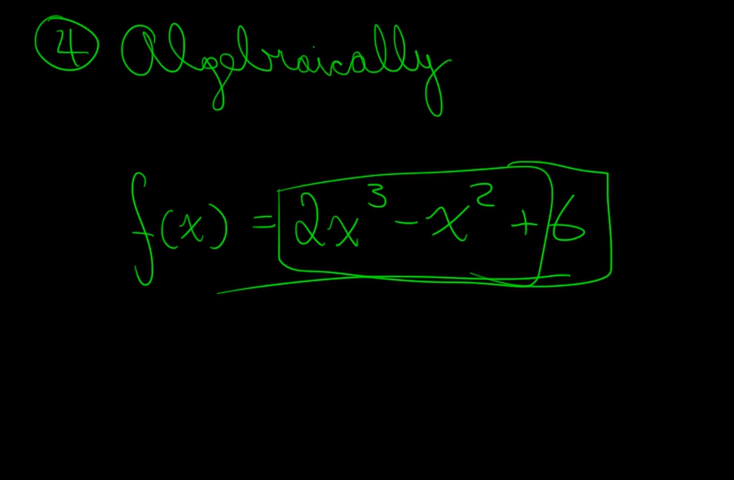 ④ Algebraically
f(x) = 2x³ - x² + 6